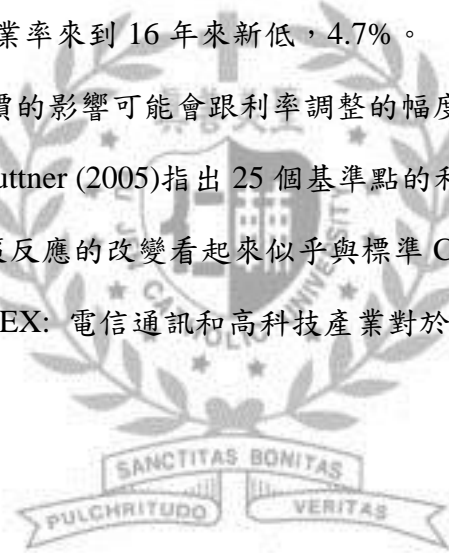 業率來到 16 年來新低，4.7%。
價的影響可能會跟利率調整的幅度
uttner (2005)指出 25 個基準點的利
區反應的改變看起來似乎與標準 C
EX: 電信通訊和高科技產業對於
SANCTITAS BONITAS
PULCHRITUDO VERITAS